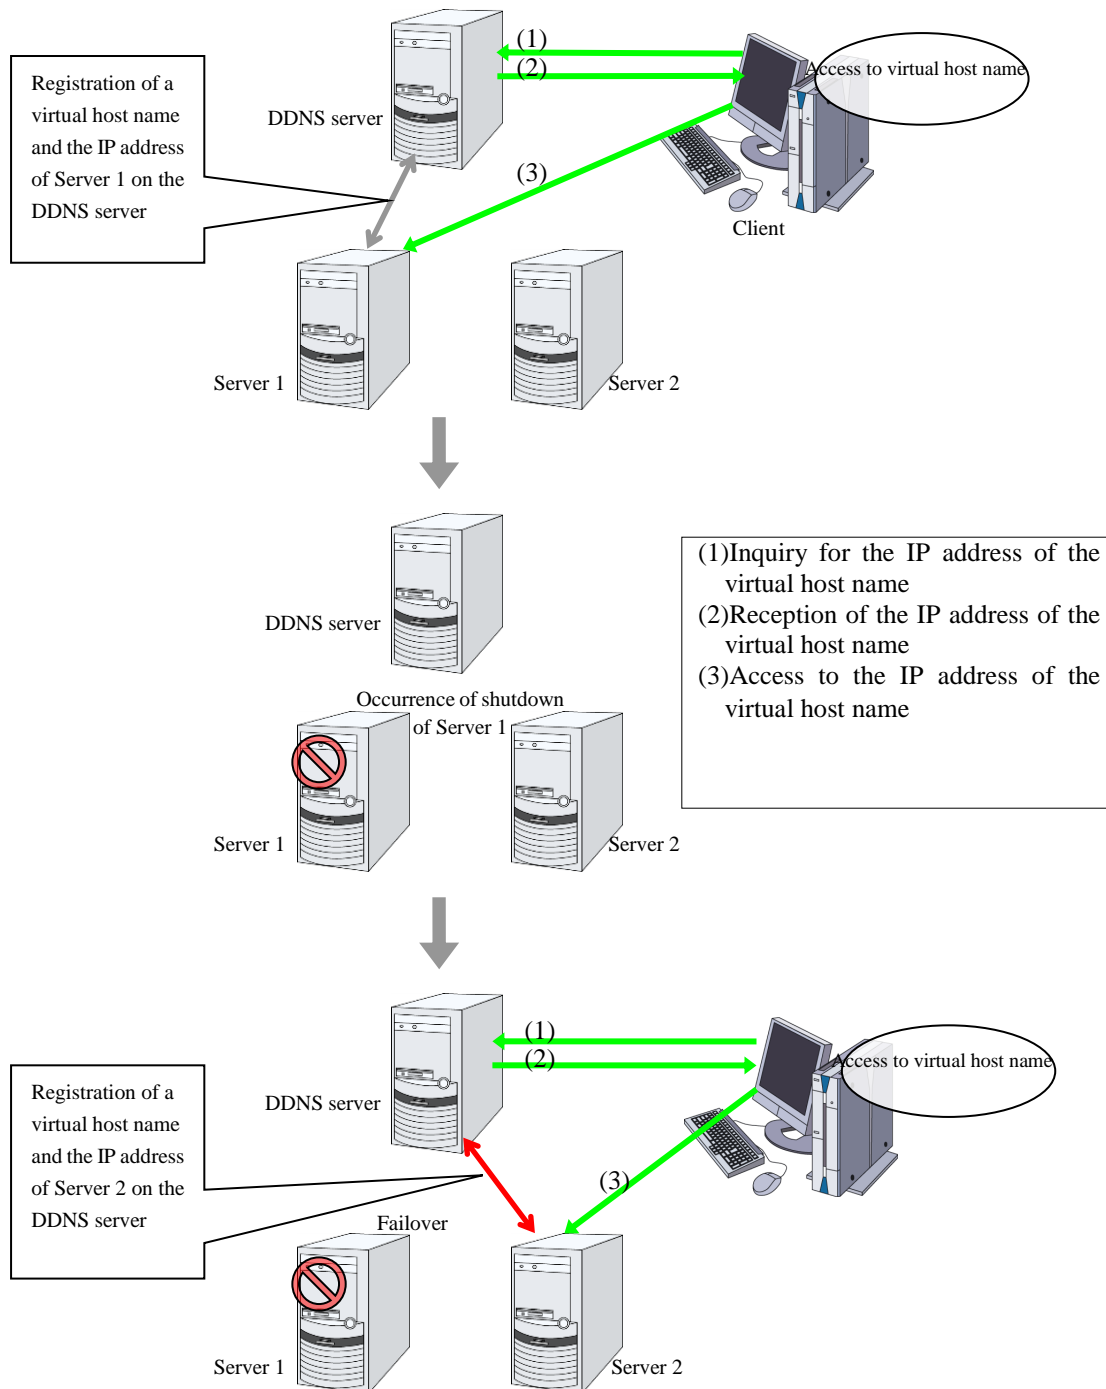 (1)
Access to virtual host name
(2)
Registration of a
virtual host name
and the IP address
of Server 1 on the
DDNS server
DDNS server
(3)
Client
Server 1
Server 2
(1)Inquiry for the IP address of the
virtual host name
(2)Reception of the IP address of the
virtual host name
(3)Access to the IP address of the
virtual host name
DDNS server
Occurrence of shutdown
of Server 1
Server 1
Server 2
(1)
(2)
Access to virtual host name
Registration of a
virtual host name
and the IP address
of Server 2 on the
DDNS server
DDNS server
(3)
Failover
Server 1
Server 2